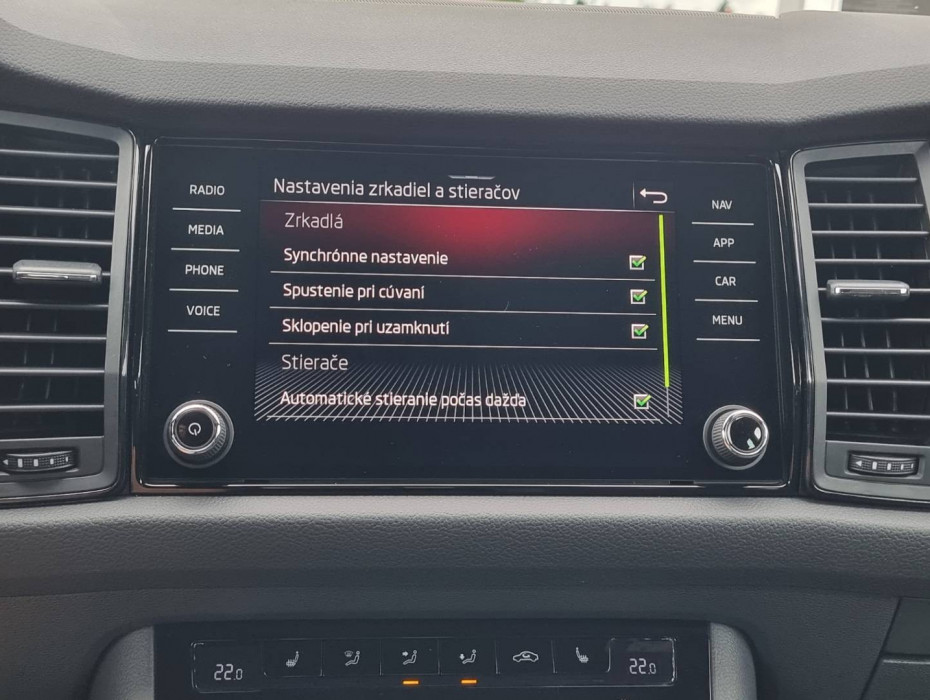 Nastavenia zrkadiel a stieračov
RADIO
MEDIA
PHONE
VOICE
Zrkadlá
Synchrónne nastavenie
Spustenie pri cúvaní
Sklopenie pri uzamknutí
Stierače
Automatické stieranie počas dažďa
NAV
APP
CAR
MENU
22.0
22.0